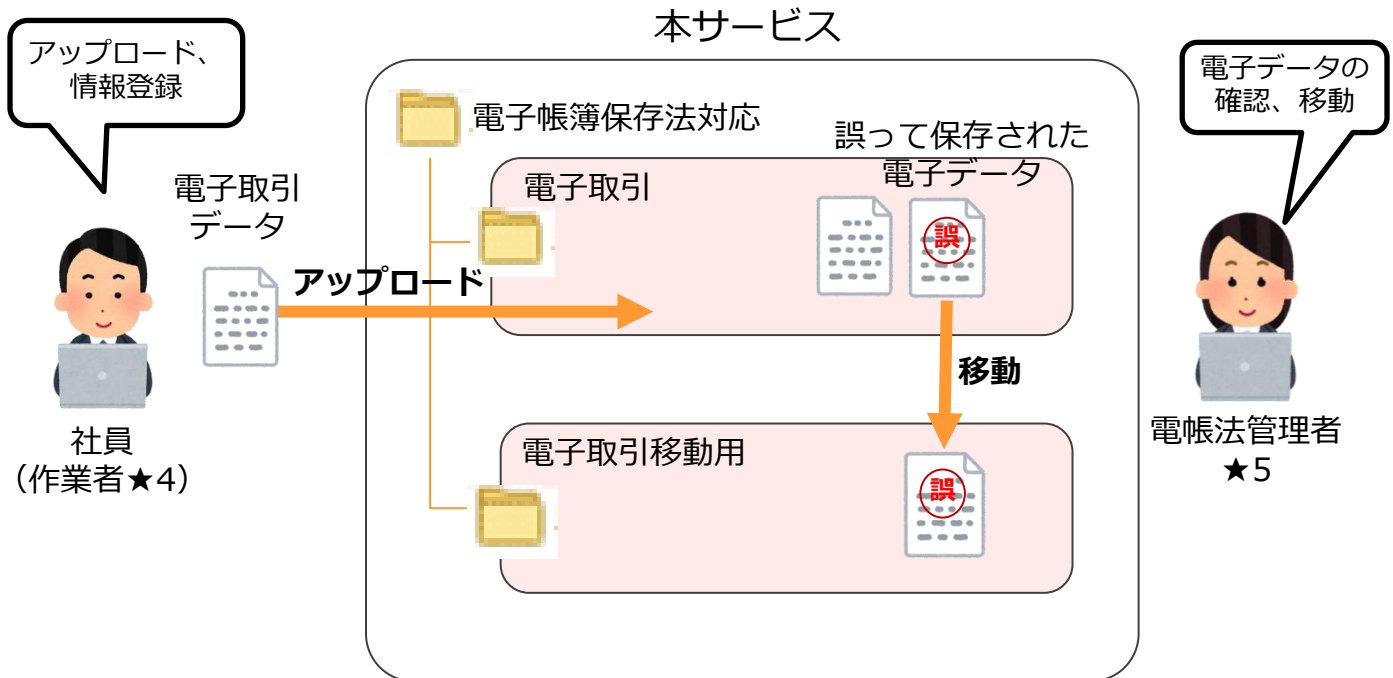 本サービス
アップロード、
情報登録
電子データの
確認、移動
電子帳簿保存法対応
誤って保存された
電子データ
電子取引
電子取引
データ
誤
アップロード
移動
社員
（作業者★4）
電帳法管理者
★5
電子取引移動用
誤